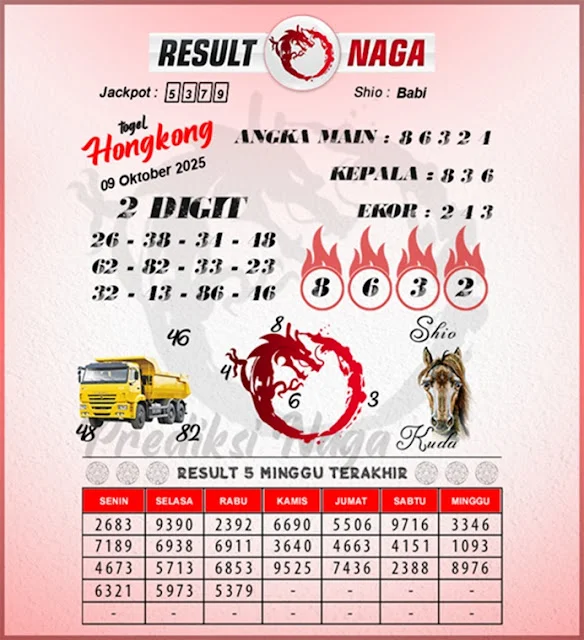 RESULT NAGA
Jackpot : 5379
Shio : Babi
togel
Hongkong
09 Oktober 2025
ANGKA MAIN : 8 6 3 2 4
KEPALA : 8 3 6
EKOR : 2 4 3
2 DIGIT
26 - 38 - 34 - 48
62 - 82 - 33 - 23
32 - 43 - 86 - 46
8 6 3 2
46
48 82
8
4
6
3
Shio
Kuda
Prediksi Naga
RESULT 5 MINGGU TERAKHIR
SENIN SELASA RABU KAMIS JUMAT SABTU MINGGU
2683 9390 2392 6690 5506 9716 3346
7189 6938 6911 3640 4663 4151 1093
4673 5713 6853 9525 7436 2388 8976
6321 5973 5379 - - - -
- - - - - - -